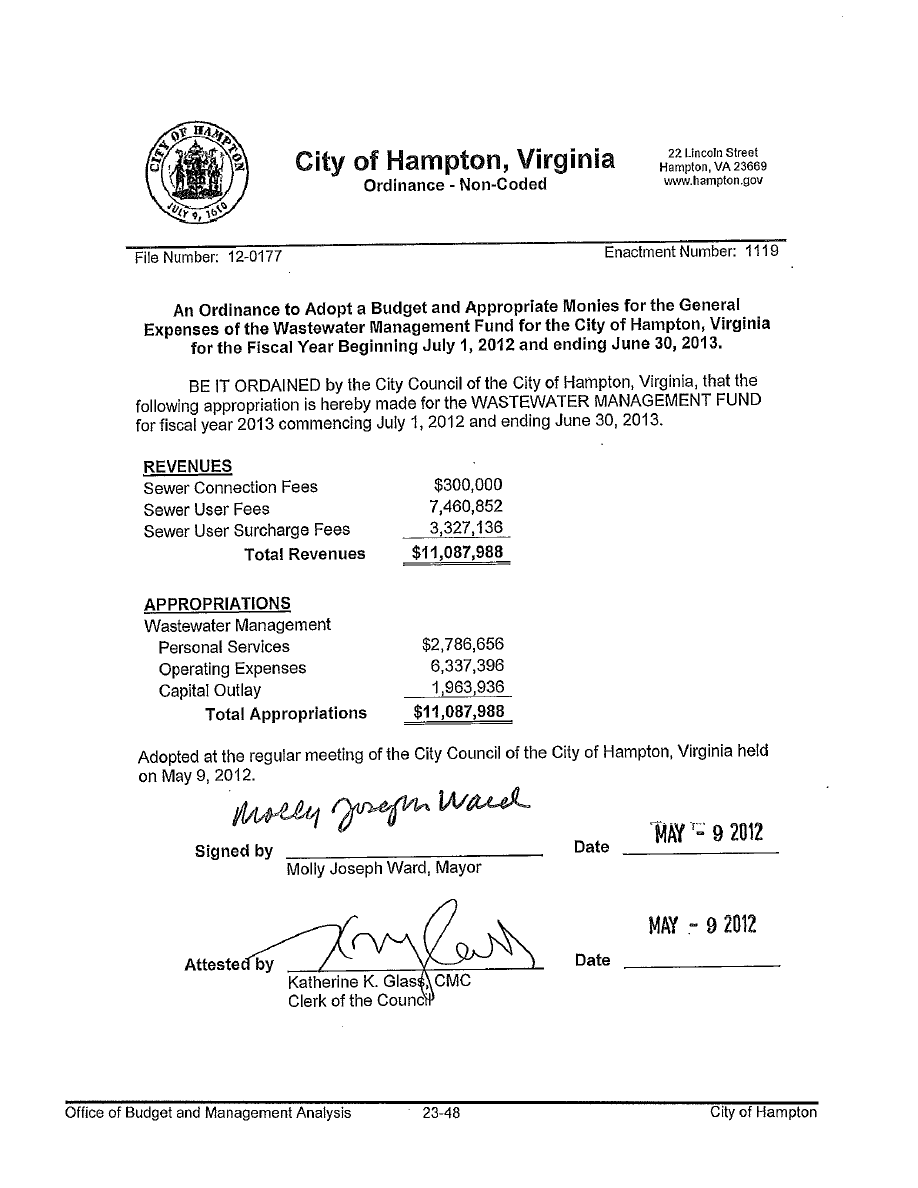 CITY OF HAMPTON
JULY 9, 1610
City of Hampton, Virginia
Ordinance - Non-Coded
22 Lincoln Street
Hampton, VA 23669
www.hampton.gov
File Number: 12-0177
Enactment Number: 1119
An Ordinance to Adopt a Budget and Appropriate Monies for the General
Expenses of the Wastewater Management Fund for the City of Hampton, Virginia
for the Fiscal Year Beginning July 1, 2012 and ending June 30, 2013.
BE IT ORDAINED by the City Council of the City of Hampton, Virginia, that the
following appropriation is hereby made for the WASTEWATER MANAGEMENT FUND
for fiscal year 2013 commencing July 1, 2012 and ending June 30, 2013.
REVENUES
Sewer Connection Fees $300,000
Sewer User Fees 7,460,852
Sewer User Surcharge Fees 3,327,136
Total Revenues $11,087,988
APPROPRIATIONS
Wastewater Management
Personal Services $2,786,656
Operating Expenses 6,337,396
Capital Outlay 1,963,936
Total Appropriations $11,087,988
Adopted at the regular meeting of the City Council of the City of Hampton, Virginia held
on May 9, 2012.
Molly Joseph Ward
Signed by
Date MAY - 9 2012
Molly Joseph Ward, Mayor
Attested by
Date MAY - 9 2012
Katherine K. Glass, CMC
Clerk of the Council
Office of Budget and Management Analysis 23-48 City of Hampton